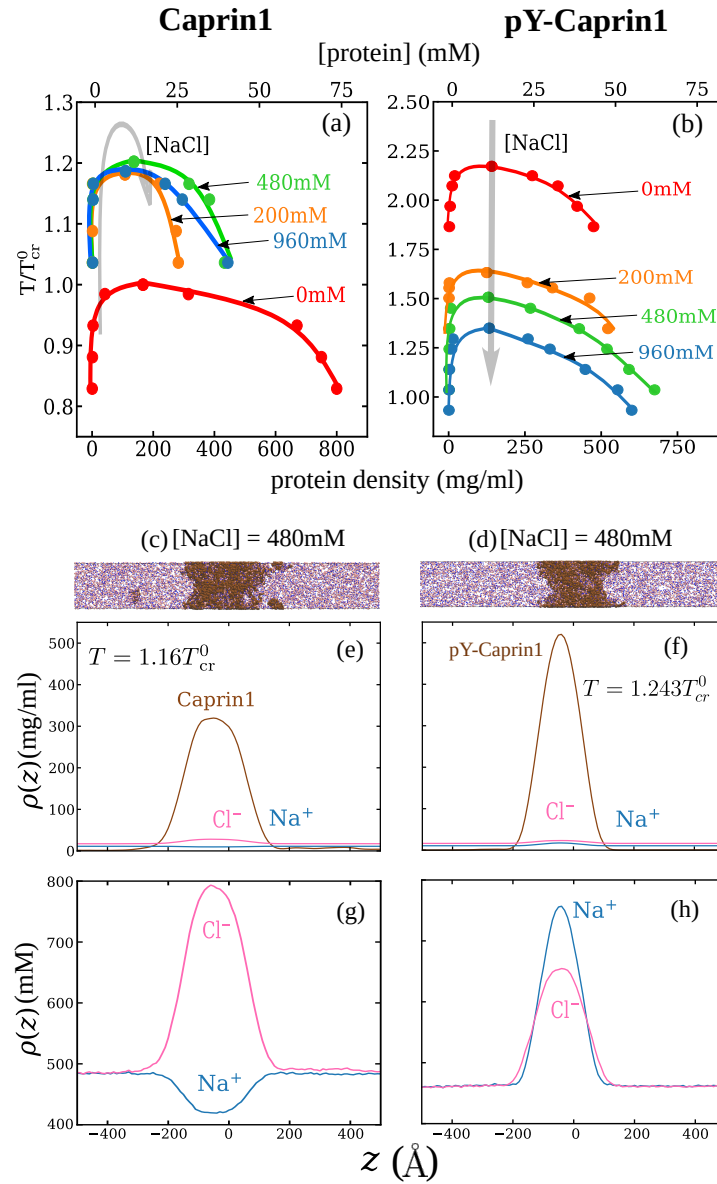 Caprin1 pY-Caprin1
[protein] (mM)
0 25 50 75 0 25 50 75
1.3 (a) 2.50 (b)
[NaCl] [NaCl]
1.2 480mM 2.25
0mM
200mM 2.00
1.1 960mM
1.75
200mM
T/T⁰cr
1.0 0mM 1.50 480mM
960mM
0.9 1.25
0.8 1.00
0 200 400 600 800 0 250 500 750
protein density (mg/ml)
(c) [NaCl] = 480mM (d) [NaCl] = 480mM
500 (e) pY-Caprin1 (f)
T = 1.16T⁰cr
400 T = 1.243T⁰cr
Caprin1
300
ρ(z)(mg/ml)
200
100 Cl⁻ Na⁺ Cl⁻ Na⁺
0
−400 −200 0 200 400
800 (g) Na⁺ (h)
Cl⁻
700
ρ(z)(mM)
600 Cl⁻
500
Na⁺
400
−400 −200 0 200 400 −400 −200 0 200 400
z (Å)